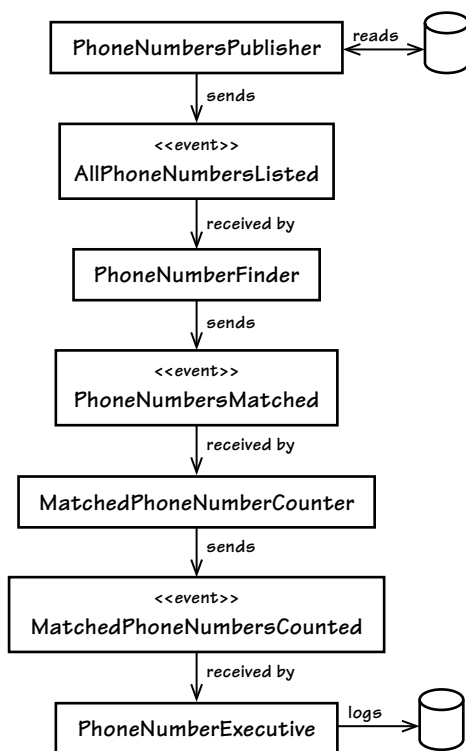 PhoneNumbersPublisher
reads
sends
<<event>>
AllPhoneNumbersListed
received by
PhoneNumberFinder
sends
<<event>>
PhoneNumbersMatched
received by
MatchedPhoneNumberCounter
sends
<<event>>
MatchedPhoneNumbersCounted
received by
PhoneNumberExecutive
logs